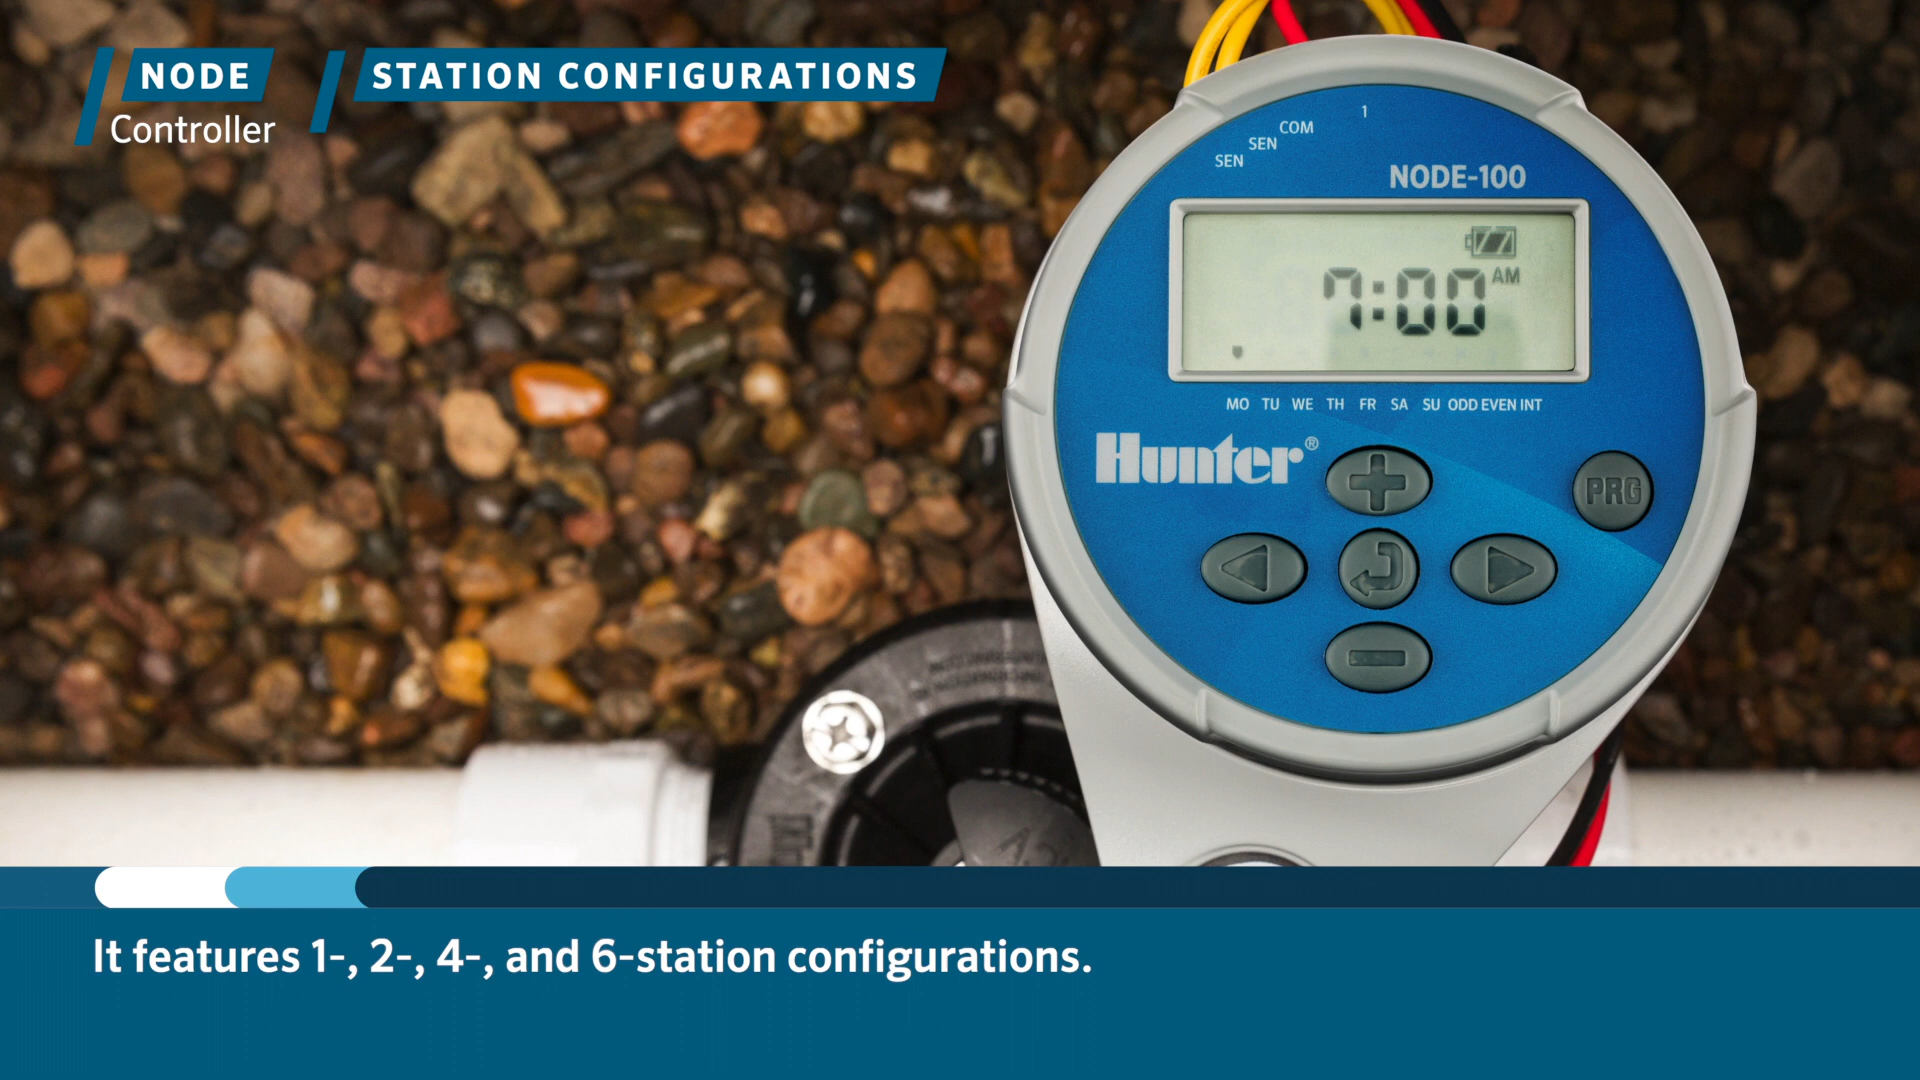 NODE
Controller
STATION CONFIGURATIONS
1
COM
SEN
SEN
NODE-100
7:00 AM
MO TU WE TH FR SA SU ODD EVEN INT
Hunter®
PRG
It features 1-, 2-, 4-, and 6-station configurations.